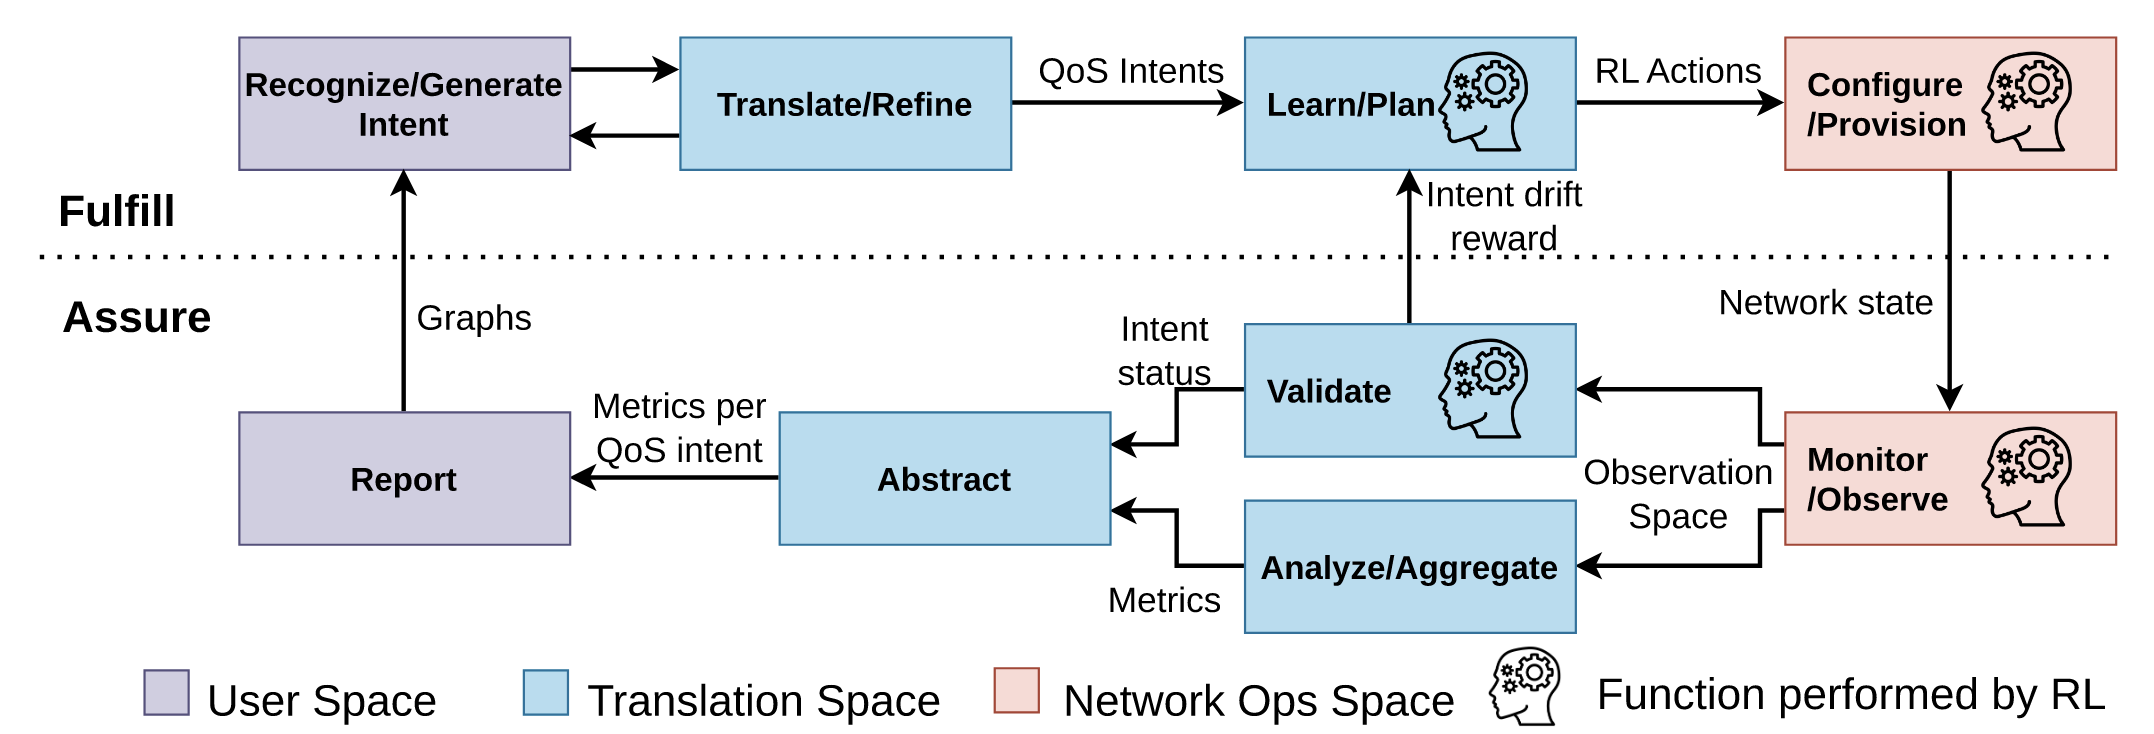 Recognize/Generate
Intent
Translate/Refine
QoS Intents
Learn/Plan
RL Actions
Configure
/Provision
Fulfill
Intent drift
reward
Assure
Graphs
Network state
Intent
status
Validate
Metrics per
QoS intent
Report
Abstract
Observation
Space
Monitor
/Observe
Analyze/Aggregate
Metrics
User Space
Translation Space
Network Ops Space
Function performed by RL